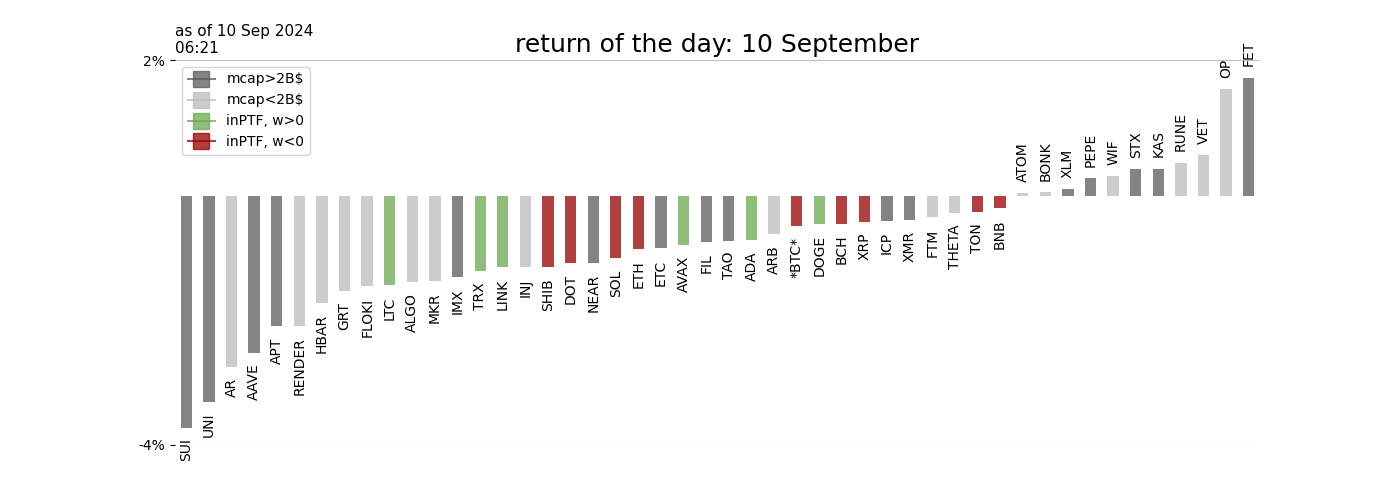 as of 10 Sep 2024
06:21
return of the day: 10 September
2%
-4%
mcap>2B$
mcap<2B$
inPTF, w>0
inPTF, w<0
SUI
UNI
AR
AAVE
APT
RENDER
HBAR
GRT
FLOKI
LTC
ALGO
MKR
IMX
TRX
LINK
INJ
SHIB
DOT
NEAR
SOL
ETH
ETC
AVAX
FIL
TAO
ADA
ARB
*BTC*
DOGE
BCH
XRP
ICP
XMR
FTM
THETA
TON
BNB
ATOM
BONK
XLM
PEPE
WIF
STX
KAS
RUNE
VET
OP
FET